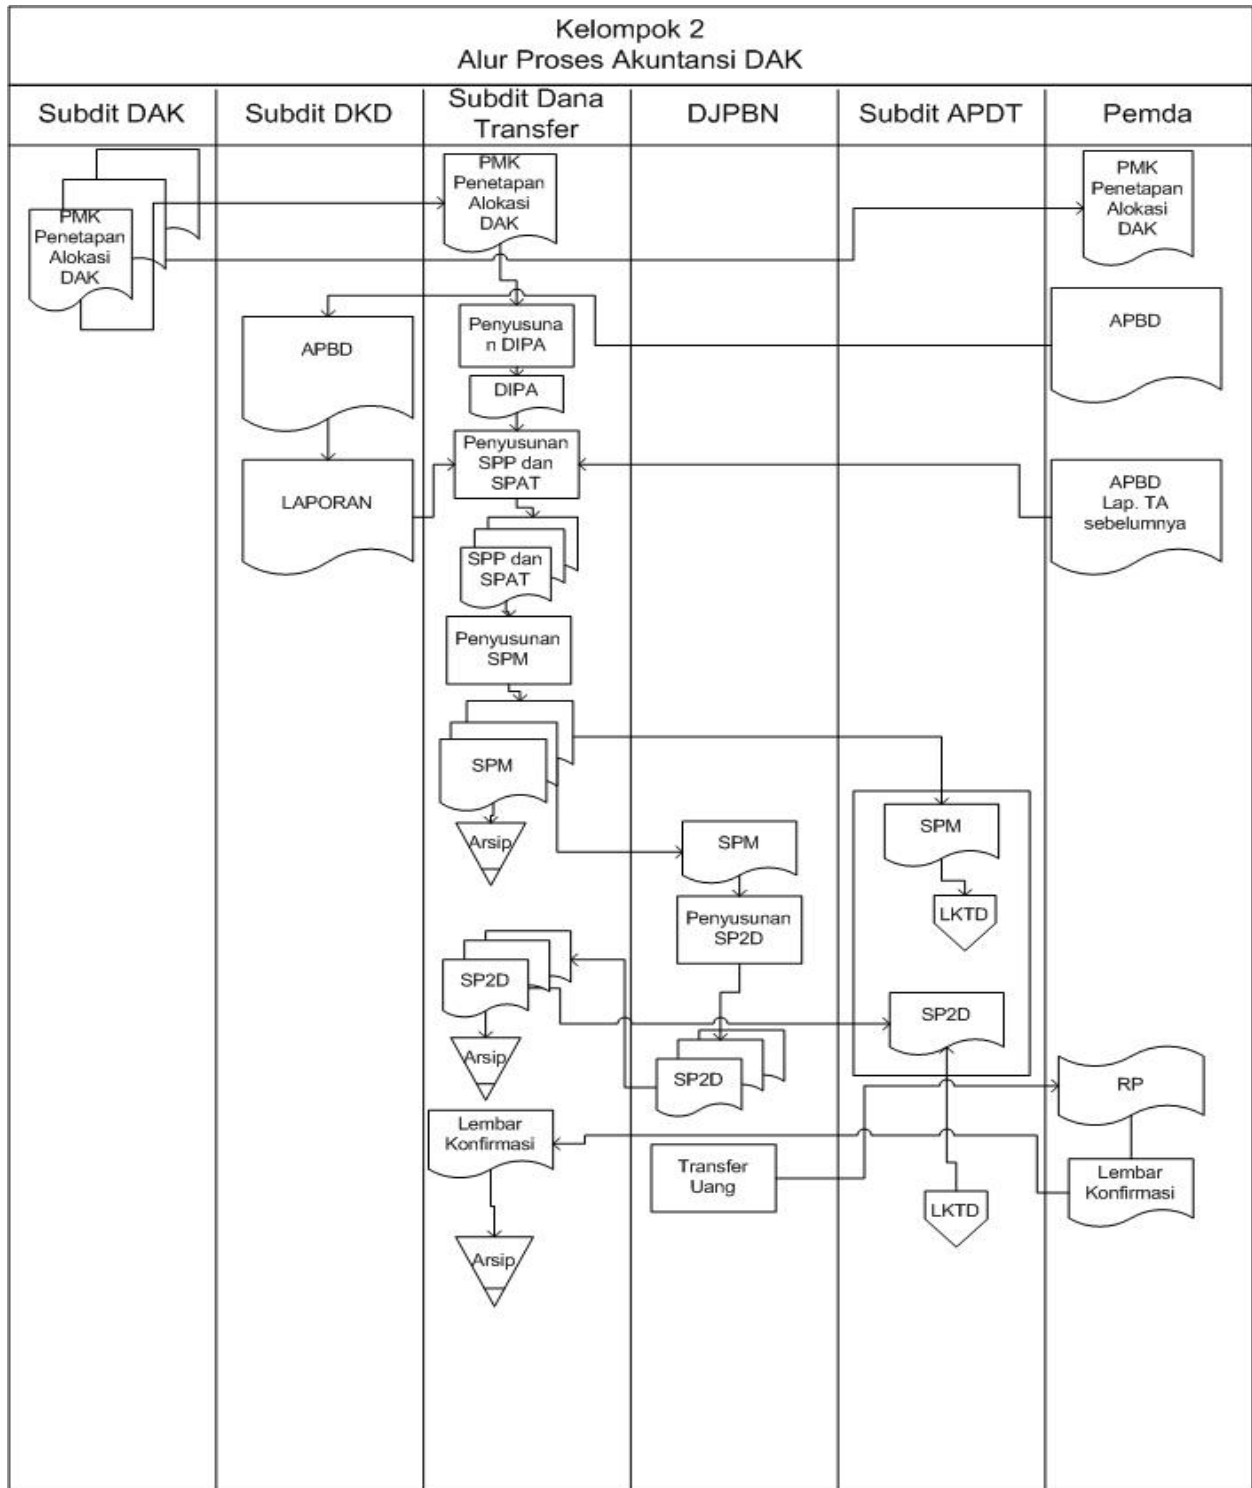 Kelompok 2
Alur Proses Akuntansi DAK
Subdit DAK
Subdit DKD
Subdit Dana
Transfer
DJPBN
Subdit APDT
Pemda
PMK
Penetapan
Alokasi
DAK
PMK
Penetapan
Alokasi
DAK
PMK
Penetapan
Alokasi
DAK
APBD
Penyusuna
n DIPA
APBD
DIPA
Penyusunan
SPP dan
SPAT
LAPORAN
APBD
Lap. TA
sebelumnya
SPP dan
SPAT
Penyusunan
SPM
SPM
Arsip
SPM
SPM
Penyusunan
SP2D
LKTD
SP2D
SP2D
Arsip
SP2D
RP
Lembar
Konfirmasi
Transfer
Uang
LKTD
Lembar
Konfirmasi
Arsip